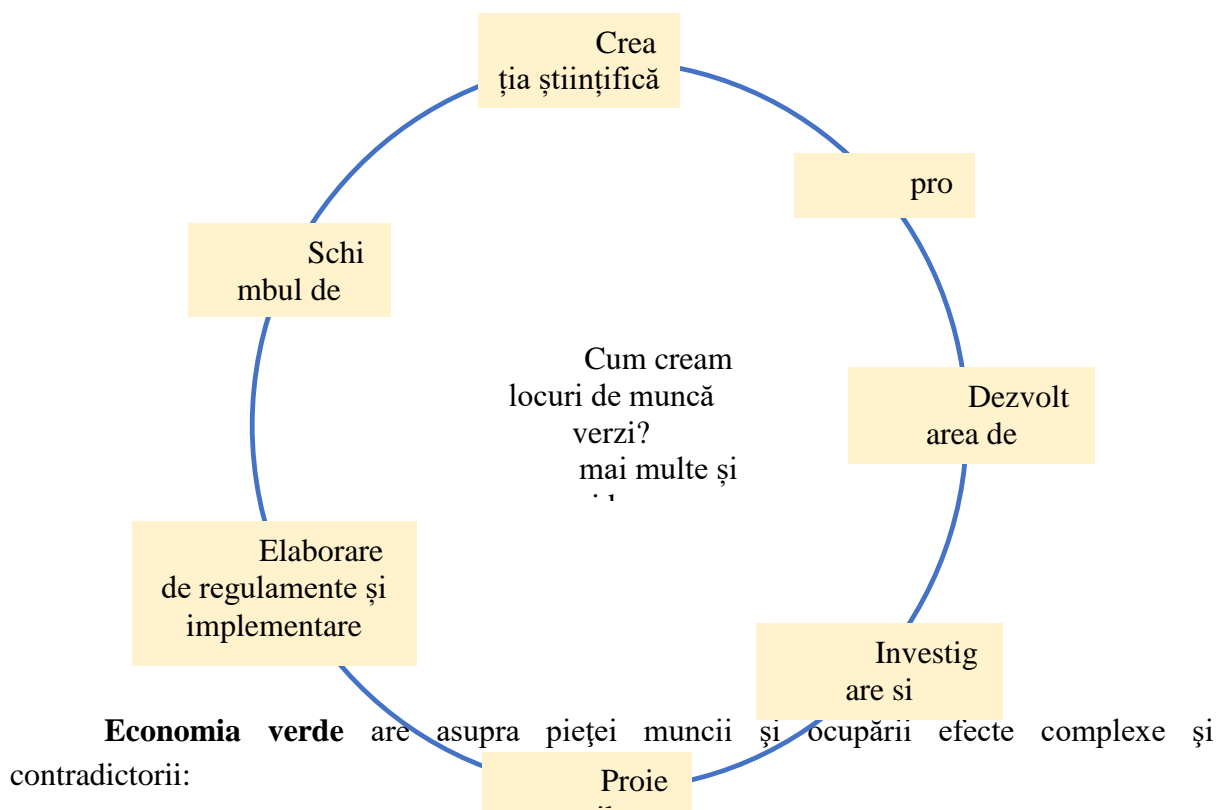 Crea
ția științifică
pro
Schi
mbul de
Cum cream
locuri de muncă
verzi?
mai multe și
Dezvolt
area de
Elaborare
de regulamente și
implementare
Investig
are si
Economia verde are asupra pieţei muncii şi ocupării efecte complexe şi
contradictorii:
Proie